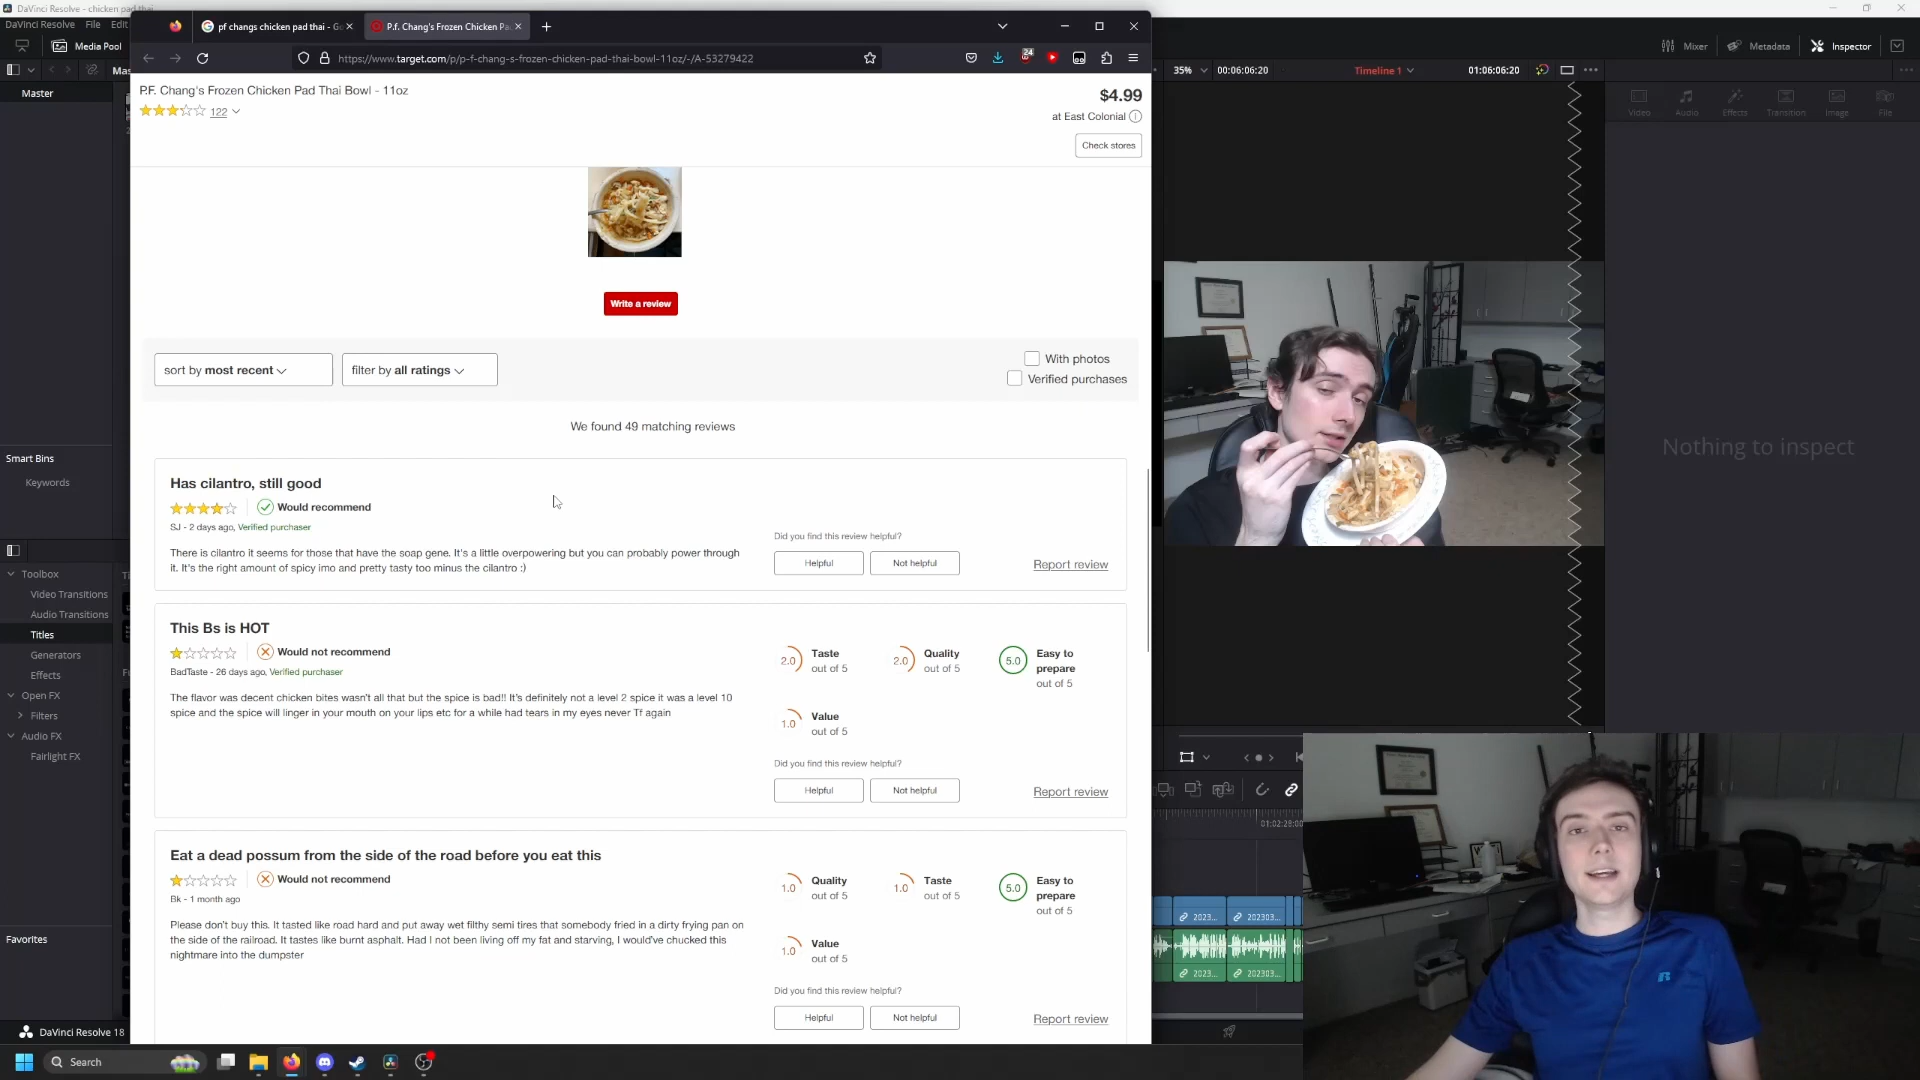 DaVinci Resolve - chicken pad thai
DaVinci Resolve File Edit
Media Pool
Master
Smart Bins
Keywords
Toolbox
Video Transitions
Audio Transitions
Titles
Generators
Effects
Open FX
Filters
Audio FX
Fairlight FX
Favorites
DaVinci Resolve 18
pf changs chicken pad thai - Go
P.f. Chang's Frozen Chicken Pa
https://www.target.com/p/p-f-chang-s-frozen-chicken-pad-thai-bowl-11oz/-/A-53279422
24
P.F. Chang's Frozen Chicken Pad Thai Bowl - 11oz
122
$4.99
at East Colonial
Check stores
Write a review
sort by most recent
filter by all ratings
With photos
Verified purchases
We found 49 matching reviews
Has cilantro, still good
Would recommend
SJ - 2 days ago, Verified purchaser
There is cilantro it seems for those that have the soap gene. It's a little overpowering but you can probably power through
it. It's the right amount of spicy imo and pretty tasty too minus the cilantro :)
Did you find this review helpful?
Helpful
Not helpful
Report review
This Bs is HOT
Would not recommend
BadTaste - 26 days ago, Verified purchaser
The flavor was decent chicken bites wasn't all that but the spice is bad!! It's definitely not a level 2 spice it was a level 10
spice and the spice will linger in your mouth on your lips etc for a while had tears in my eyes never Tf again
2.0 Taste
out of 5
2.0 Quality
out of 5
5.0 Easy to
prepare
out of 5
1.0 Value
out of 5
Did you find this review helpful?
Helpful
Not helpful
Report review
Eat a dead possum from the side of the road before you eat this
Would not recommend
Bk - 1 month ago
Please don't buy this. It tasted like road hard and put away wet filthy semi tires that somebody fried in a dirty frying pan on
the side of the railroad. It tastes like burnt asphalt. Had I not been living off my fat and starving, I would've chucked this
nightmare into the dumpster
1.0 Quality
out of 5
1.0 Taste
out of 5
5.0 Easy to
prepare
out of 5
1.0 Value
out of 5
Did you find this review helpful?
Helpful
Not helpful
Report review
Mixer
Metadata
Inspector
35%
00:06:06:20
Timeline 1
01:06:06:20
Video
Audio
Effects
Transition
Image
File
Nothing to inspect
01:02:28:00
2023...
202303...
2023...
202303...
Search